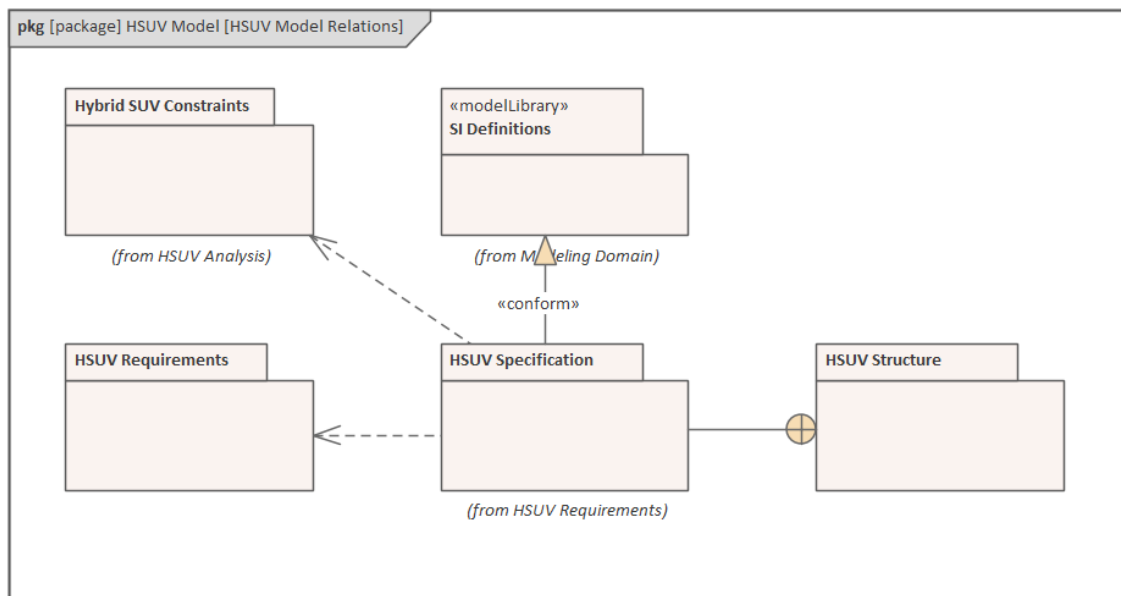 pkg [package] HSUV Model [HSUV Model Relations]
Hybrid SUV Constraints
«modelLibrary»
SI Definitions
(from HSUV Analysis)
(from Modeling Domain)
«conform»
HSUV Requirements
HSUV Specification
HSUV Structure
(from HSUV Requirements)